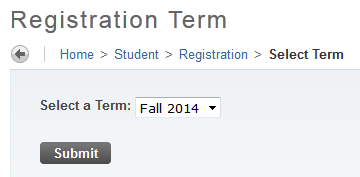 Registration Term
Home > Student > Registration > Select Term
Select a Term: Fall 2014
Submit